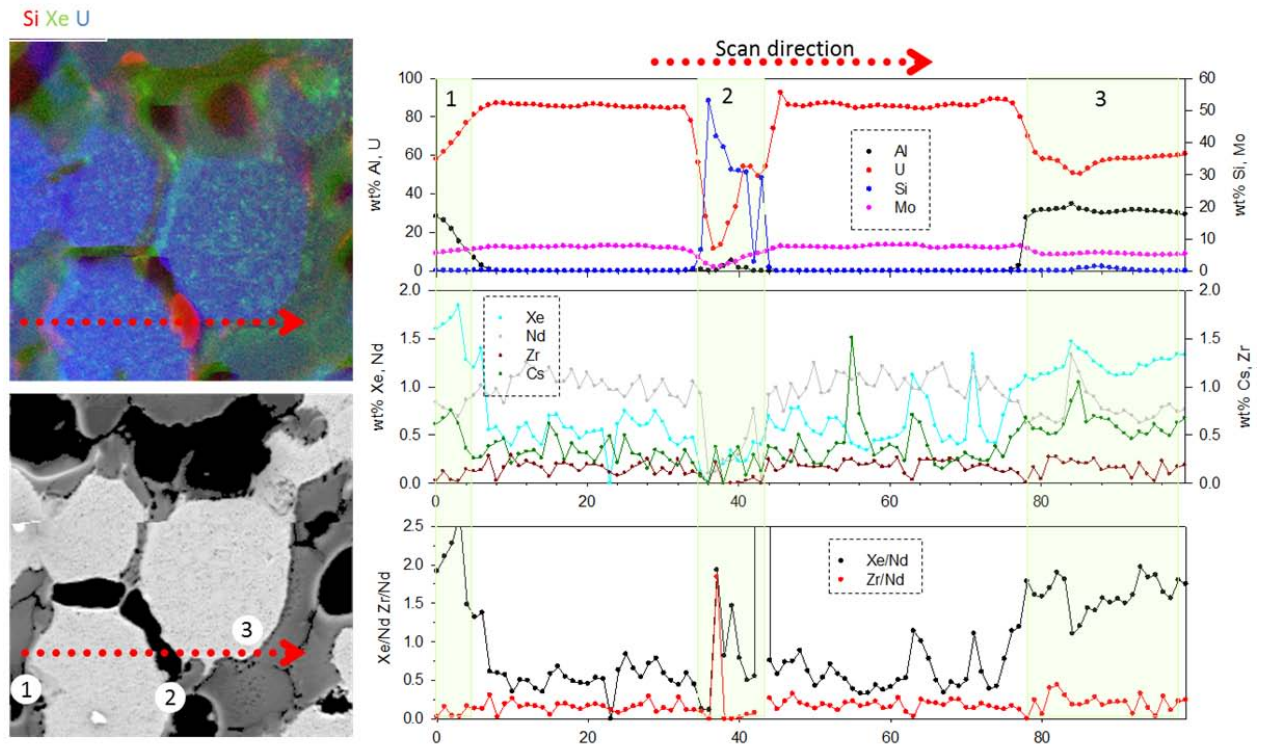 Si Xe U
Scan direction
100
80
60
40
20
0
wt% Al, U
1
2
3
Al
U
Si
Mo
60
50
40
30
20
10
0
wt% Si, Mo
2.0
1.5
1.0
0.5
0.0
wt% Xe, Nd
Xe
Nd
Zr
Cs
2.0
1.5
1.0
0.5
0.0
wt% Cs, Zr
0 20 40 60 80
2.5
2.0
1.5
1.0
0.5
0.0
Xe/Nd Zr/Nd
Xe/Nd
Zr/Nd
0 20 40 60 80
3
1
2